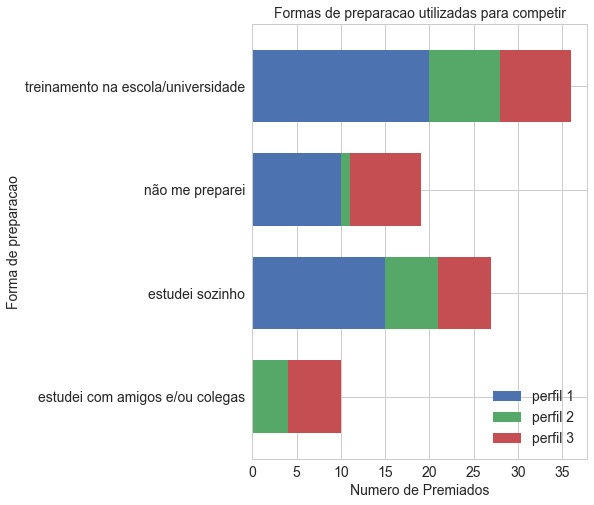 Formas de preparacao utilizadas para competir
Forma de preparacao
treinamento na escola/universidade
não me preparei
estudei sozinho
estudei com amigos e/ou colegas
perfil 1
perfil 2
perfil 3
0 5 10 15 20 25 30 35
Numero de Premiados